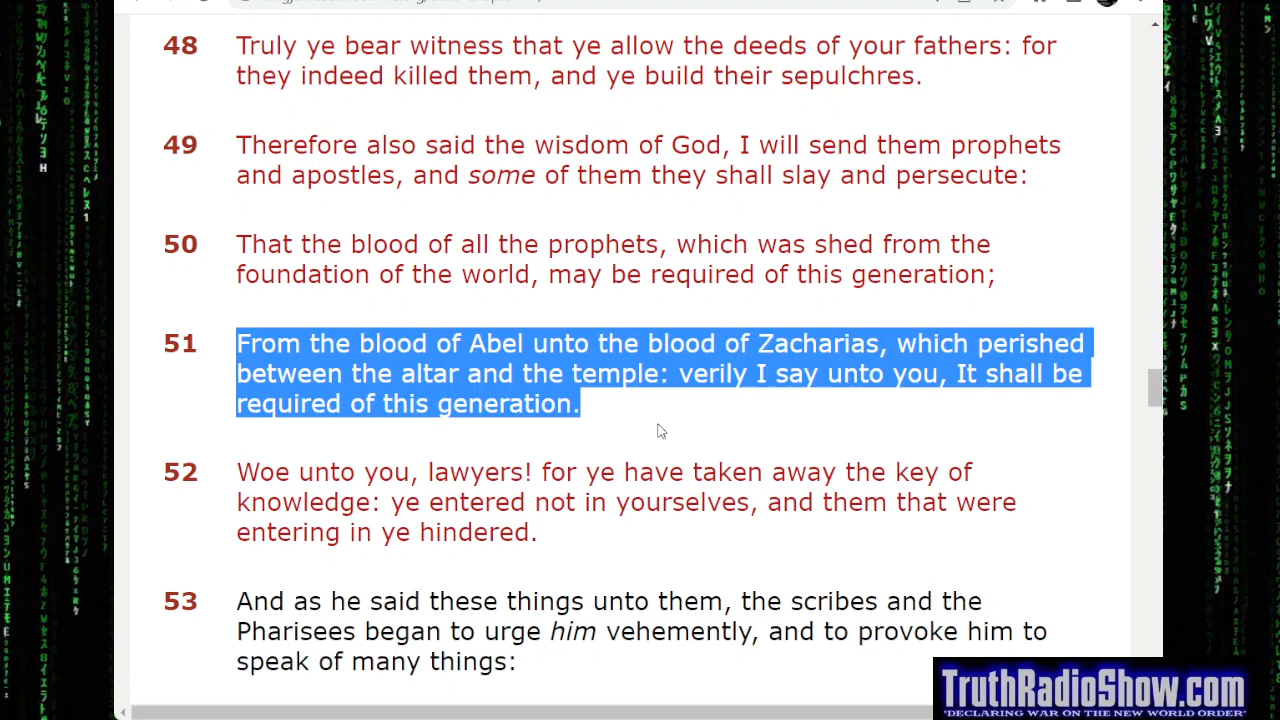 48 Truly ye bear witness that ye allow the deeds of your fathers: for
they indeed killed them, and ye build their sepulchres.
49 Therefore also said the wisdom of God, I will send them prophets
and apostles, and some of them they shall slay and persecute:
50 That the blood of all the prophets, which was shed from the
foundation of the world, may be required of this generation;
51 From the blood of Abel unto the blood of Zacharias, which perished
between the altar and the temple: verily I say unto you, It shall be
required of this generation.
52 Woe unto you, lawyers! for ye have taken away the key of
knowledge: ye entered not in yourselves, and them that were
entering in ye hindered.
53 And as he said these things unto them, the scribes and the
Pharisees began to urge him vehemently, and to provoke him to
speak of many things:
TruthRadioShow.com
"DECLARING WAR ON THE NEW WORLD ORDER"